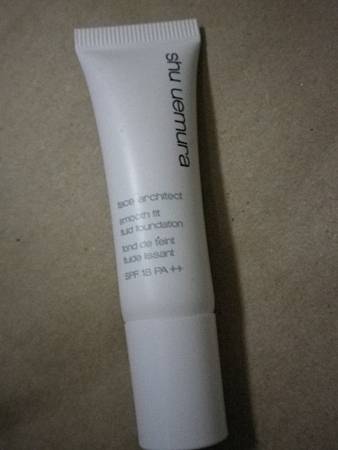 shu uemura
face architect
smooth fit
fluid foundation
fond de teint
fluide lissant
SPF 18 PA ++